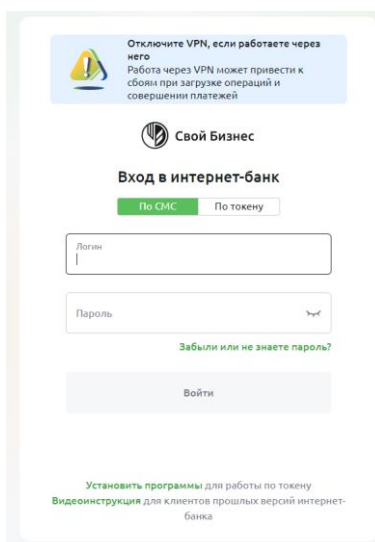 Отключите VPN, если работаете через
него
Работа через VPN может привести к
сбоям при загрузке операций и
совершении платежей
Свой Бизнес
Вход в интернет-банк
По СМС
По токену
Логин
Пароль
Забыли или не знаете пароль?
Войти
Установить программы для работы по токену
Видеоинструкция для клиентов прошлых версий интернет-
банка